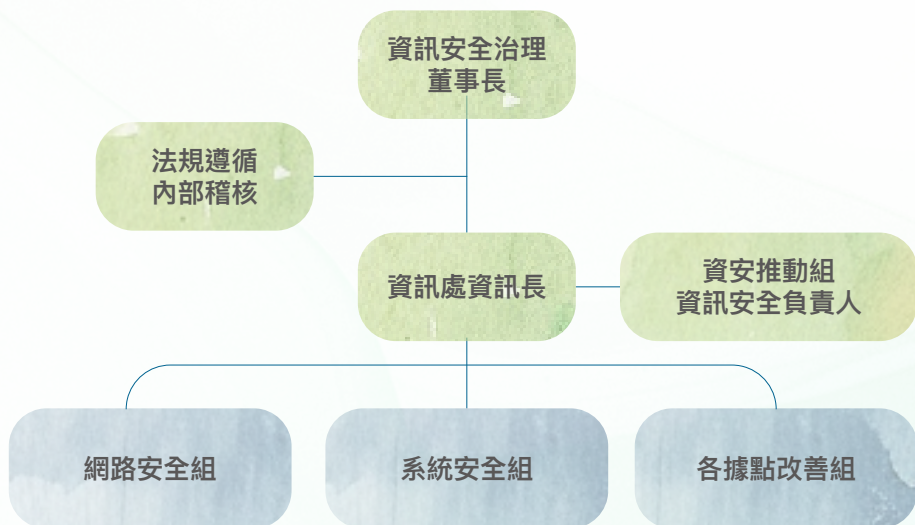 資訊安全治理
董事長
法規遵循
內部稽核
資訊處資訊長
資安推動組
資訊安全負責人
網路安全組
系統安全組
各據點改善組